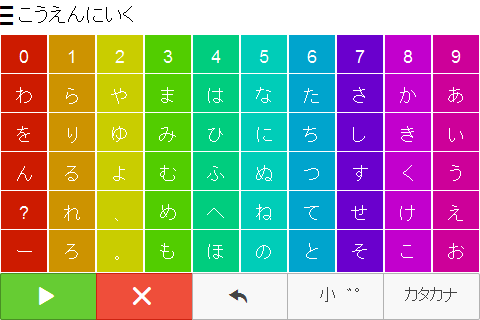 こうえんにいく
0 1 2 3 4 5 6 7 8 9
わ ら や ま は な た さ か あ
を り ゆ み ひ に ち し き い
ん る よ む ふ ぬ つ す く う
? れ 、 め へ ね て せ け え
ー ろ 。 も ほ の と そ こ お
小 ゛゜ カタカナ